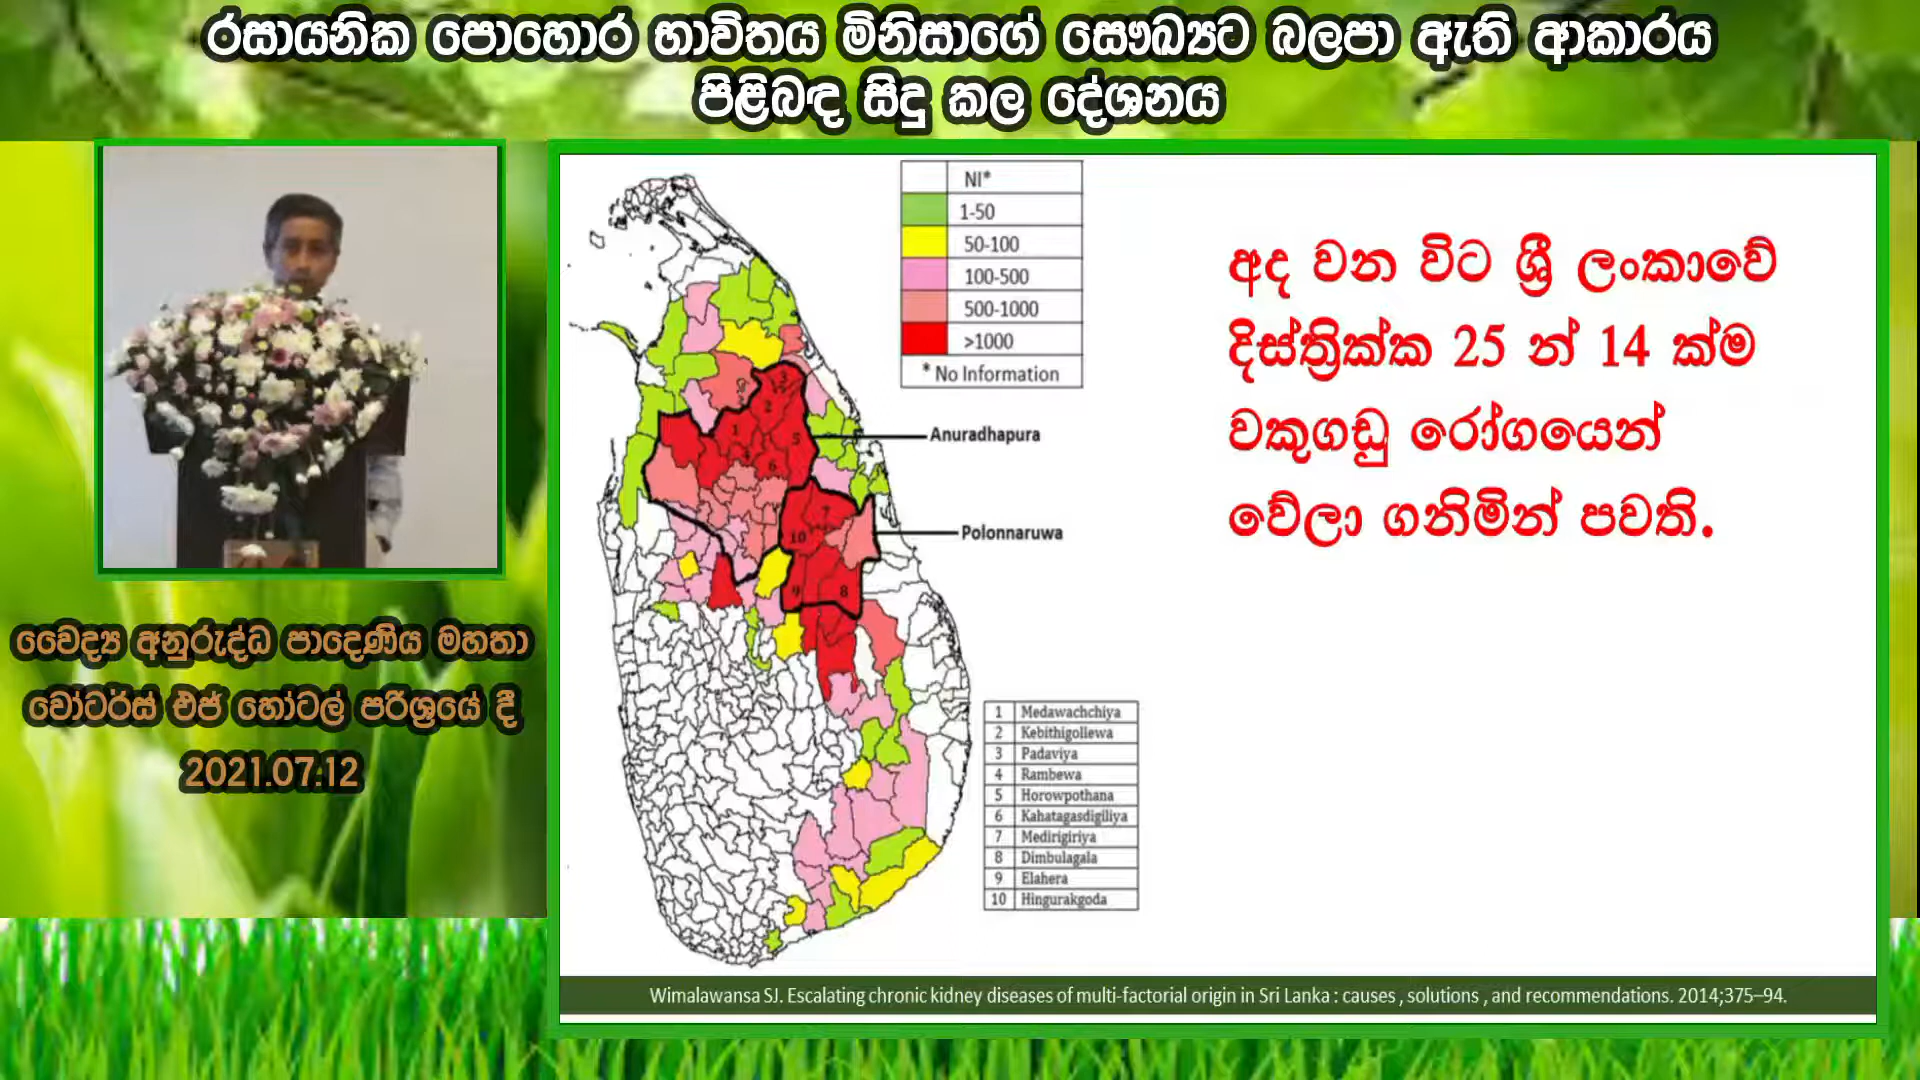 රසායනික පොහොර භාවිතය මිනිසාගේ සෞඛ්‍යට බලපා ඇති ආකාරය
පිළිබඳ සිදු කල දේශනය
වෛද්‍ය අනුරුද්ධ පාදෙණිය මහතා
වෝටර්ස් එජ් හෝටල් පරිශ්‍රයේ දී
2021.07.12
NI*
1-50
50-100
100-500
500-1000
>1000
* No Information
Anuradhapura
Polonnaruwa
1 Medawachchiya
2 Kebithigollewa
3 Padaviya
4 Rambewa
5 Horowpothana
6 Kahatagasdigiliya
7 Medirigiriya
8 Dimbulagala
9 Elahera
10 Hingurakgoda
අද වන විට ශ්‍රී ලංකාවේ
දිස්ත්‍රික්ක 25 න් 14 ක්ම
වකුගඩු රෝගයෙන්
වේලා ගනිමින් පවතී.
Wimalawansa SJ. Escalating chronic kidney diseases of multi-factorial origin in Sri Lanka : causes , solutions , and recommendations. 2014;375–94.